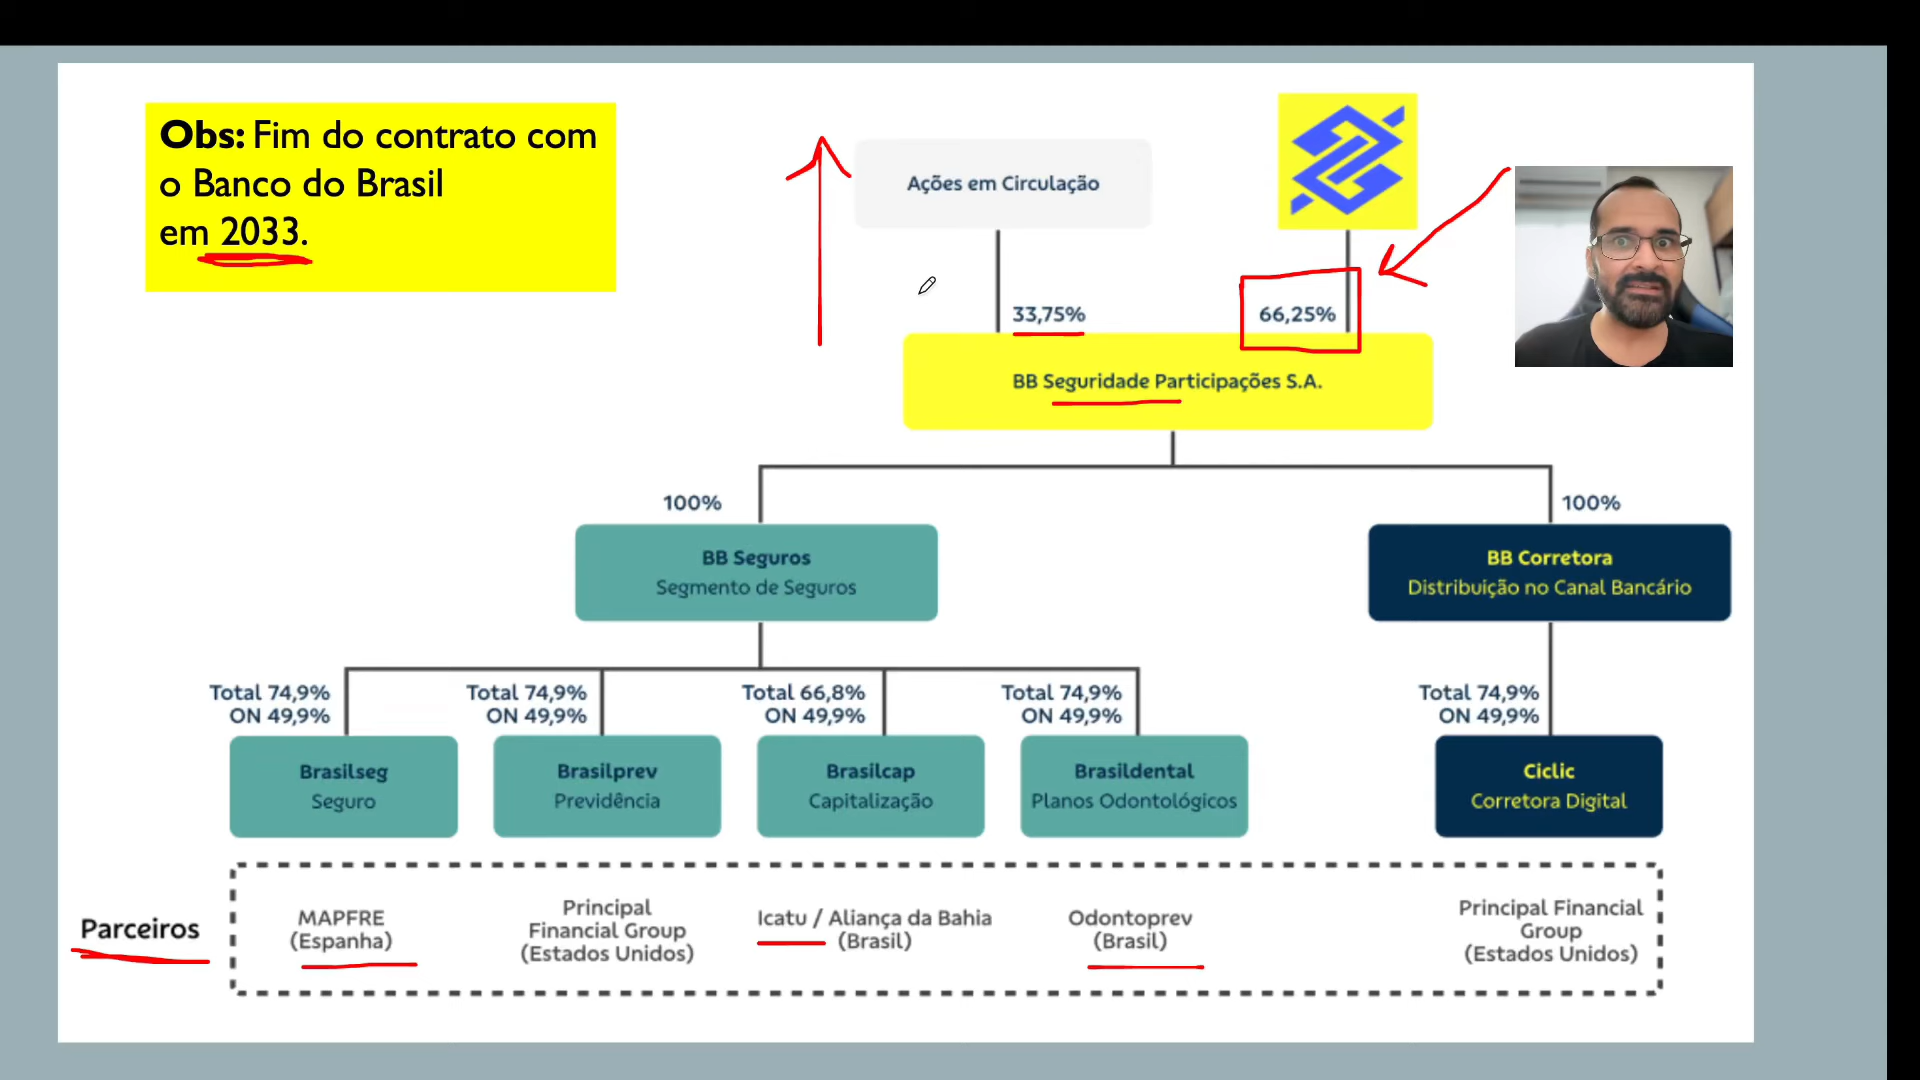 Obs: Fim do contrato com
o Banco do Brasil
em 2033.
Ações em Circulação
33,75%
66,25%
BB Seguridade Participações S.A.
100%
100%
BB Seguros
Segmento de Seguros
BB Corretora
Distribuição no Canal Bancário
Total 74,9%
ON 49,9%
Total 74,9%
ON 49,9%
Total 66,8%
ON 49,9%
Total 74,9%
ON 49,9%
Total 74,9%
ON 49,9%
Brasilseg
Seguro
Brasilprev
Previdência
Brasilcap
Capitalização
Brasildental
Planos Odontológicos
Ciclic
Corretora Digital
Parceiros
MAPFRE
(Espanha)
Principal
Financial Group
(Estados Unidos)
Icatu / Aliança da Bahia
(Brasil)
Odontoprev
(Brasil)
Principal Financial
Group
(Estados Unidos)